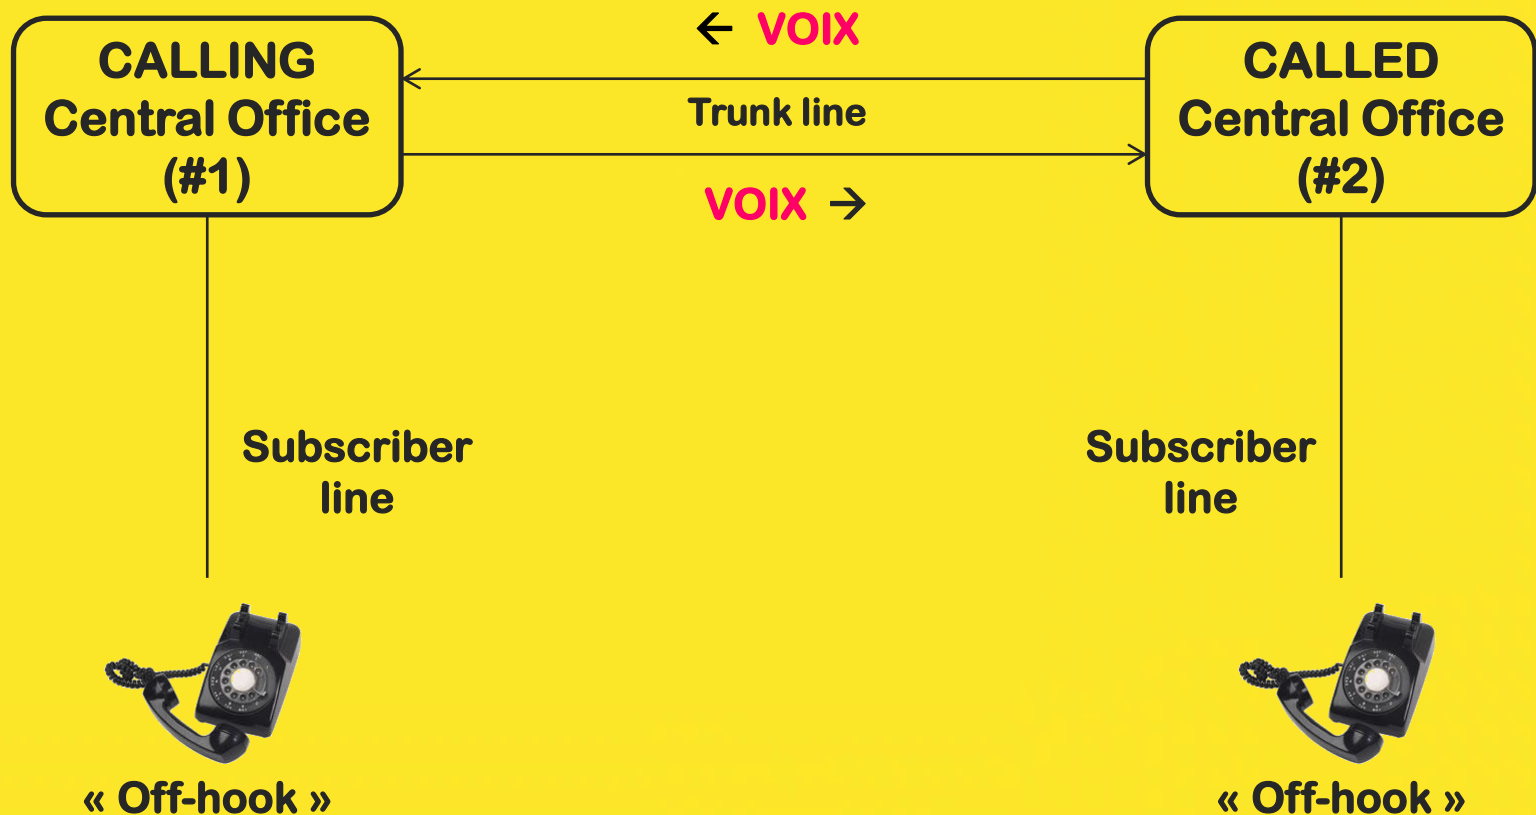 ← VOIX
CALLING
Central Office
(#1)
Trunk line
CALLED
Central Office
(#2)
VOIX →
Subscriber
line
Subscriber
line
« Off-hook »
« Off-hook »